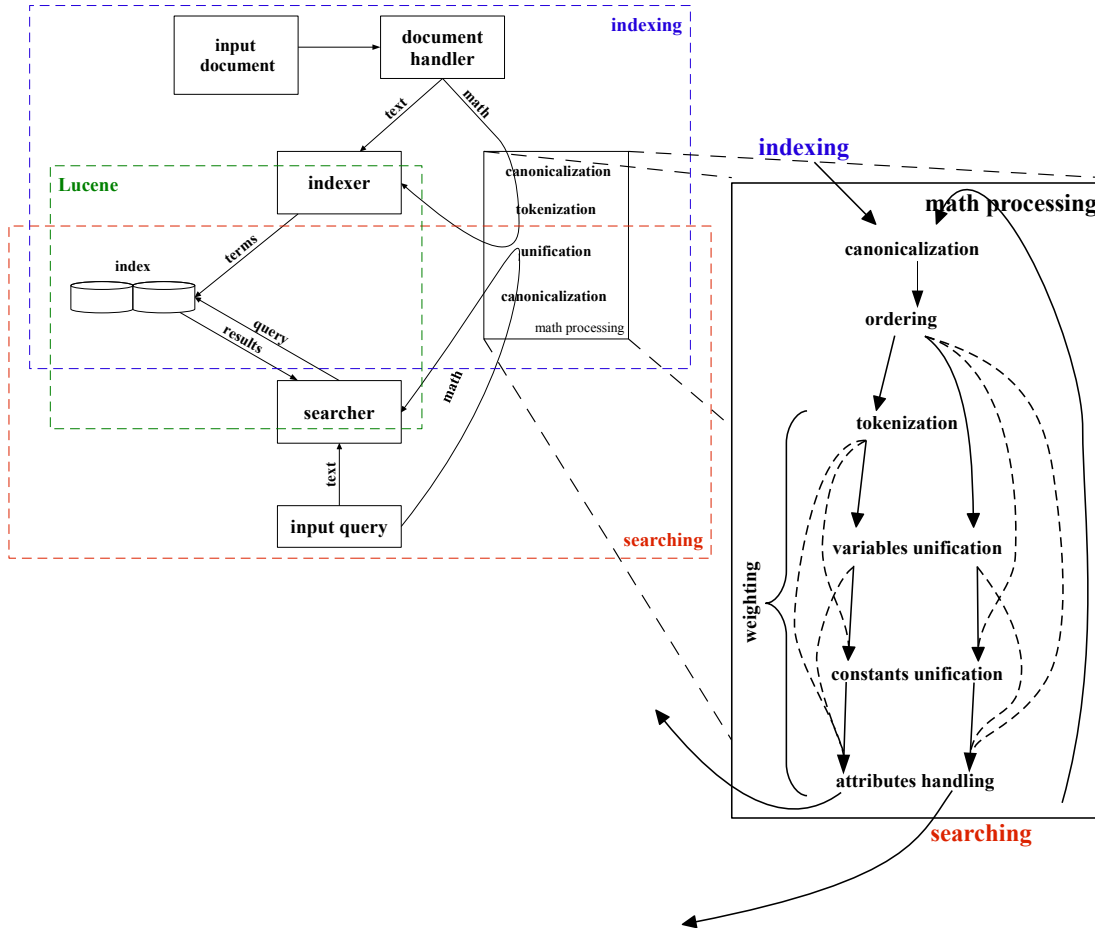 indexing
input
document
document
handler
text
math
Lucene
indexer
canonicalization
tokenization
unification
canonicalization
math processing
terms
index
query
results
searcher
math
text
input query
searching
indexing
math processing
canonicalization
ordering
tokenization
variables unification
weighting
constants unification
attributes handling
searching